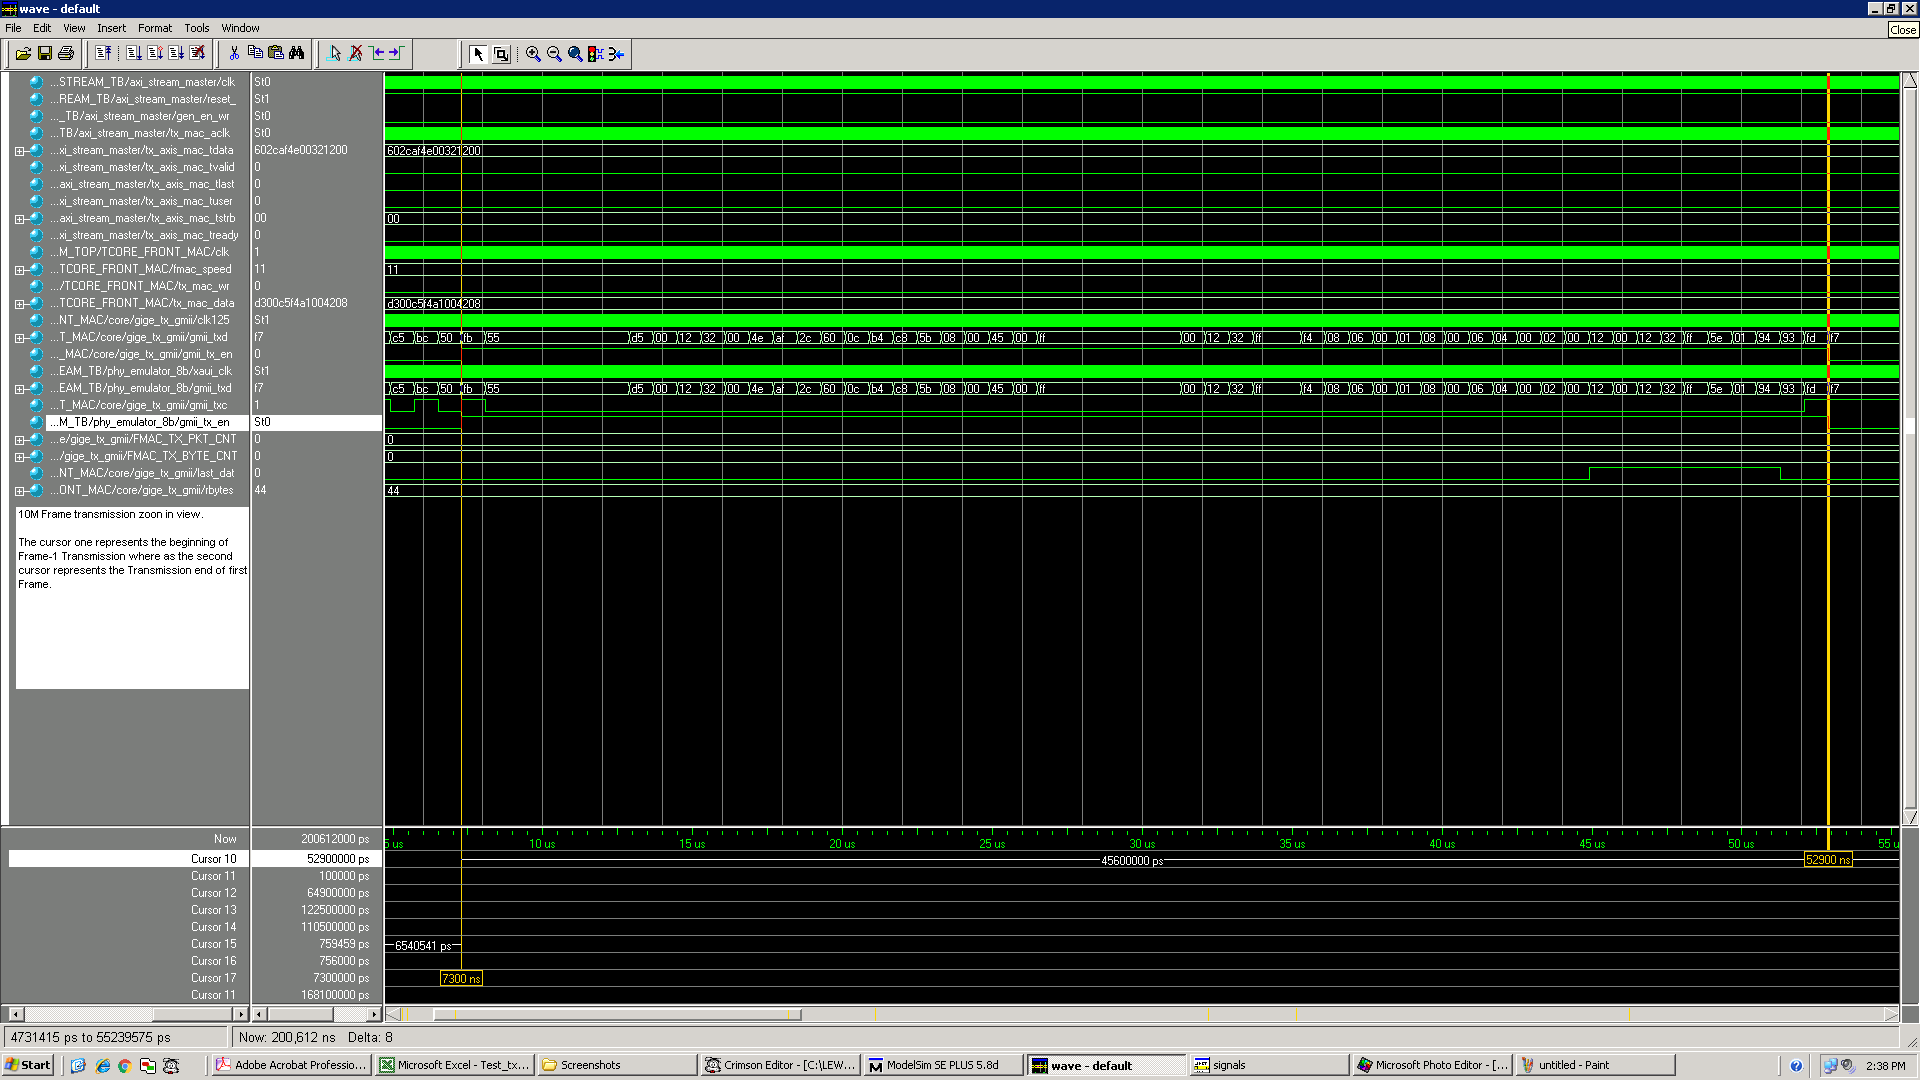 wave - default
File Edit View Insert Format Tools Window
Close
...STREAM_TB/axi_stream_master/clk St0
...REAM_TB/axi_stream_master/reset_ St1
..._TB/axi_stream_master/gen_en_wr St0
...TB/axi_stream_master/tx_mac_aclk St0
...xi_stream_master/tx_axis_mac_tdata 602caf4e00321200 602caf4e00321200
...xi_stream_master/tx_axis_mac_tvalid 0
...axi_stream_master/tx_axis_mac_tlast 0
...xi_stream_master/tx_axis_mac_tuser 0
...axi_stream_master/tx_axis_mac_tstrb 00 00
...xi_stream_master/tx_axis_mac_tready 0
...M_TOP/TCORE_FRONT_MAC/clk 1
...TCORE_FRONT_MAC/fmac_speed 11 11
.../TCORE_FRONT_MAC/tx_mac_wr 0
...TCORE_FRONT_MAC/tx_mac_data d300c5f4a1004208 d300c5f4a1004208
...NT_MAC/core/gige_tx_gmii/clk125 St1
...T_MAC/core/gige_tx_gmii/gmii_txd f7 c5 bc 50 fb 55 d5 00 12 32 00 4e af 2c 60 0c b4 c8 5b 08 00 45 00 ff 00 12 32 ff f4 08 06 00 01 08 00 06 04 00 02 00 12 00 12 32 ff 5e 01 94 93 fd f7
..._MAC/core/gige_tx_gmii/gmii_tx_en 0
...EAM_TB/phy_emulator_8b/xaui_clk St1
...EAM_TB/phy_emulator_8b/gmii_txd f7 c5 bc 50 fb 55 d5 00 12 32 00 4e af 2c 60 0c b4 c8 5b 08 00 45 00 ff 00 12 32 ff f4 08 06 00 01 08 00 06 04 00 02 00 12 00 12 32 ff 5e 01 94 93 fd f7
...T_MAC/core/gige_tx_gmii/gmii_txc 1
...M_TB/phy_emulator_8b/gmii_tx_en St0
...e/gige_tx_gmii/FMAC_TX_PKT_CNT 0 0
.../gige_tx_gmii/FMAC_TX_BYTE_CNT 0 0
...NT_MAC/core/gige_tx_gmii/last_dat 0
...ONT_MAC/core/gige_tx_gmii/rbytes 44 44
10M Frame transmission zoon in view.
The cursor one represents the beginning of
Frame-1 Transmission where as the second
cursor represents the Transmission end of first
Frame.
Now 200612000 ps 5 us 10 us 15 us 20 us 25 us 30 us 35 us 40 us 45 us 50 us 55 u
Cursor 10 52900000 ps 45600000 ps 52900 ns
Cursor 11 100000 ps
Cursor 12 64900000 ps
Cursor 13 122500000 ps
Cursor 14 110500000 ps
Cursor 15 759459 ps 6540541 ps
Cursor 16 756000 ps
Cursor 17 7300000 ps 7300 ns
Cursor 11 168100000 ps
4731415 ps to 55239575 ps Now: 200,612 ns Delta: 8
Start Adobe Acrobat Professio... Microsoft Excel - Test_tx... Screenshots Crimson Editor - [C:\LEW... ModelSim SE PLUS 5.8d wave - default signals Microsoft Photo Editor - [... untitled - Paint 2:38 PM